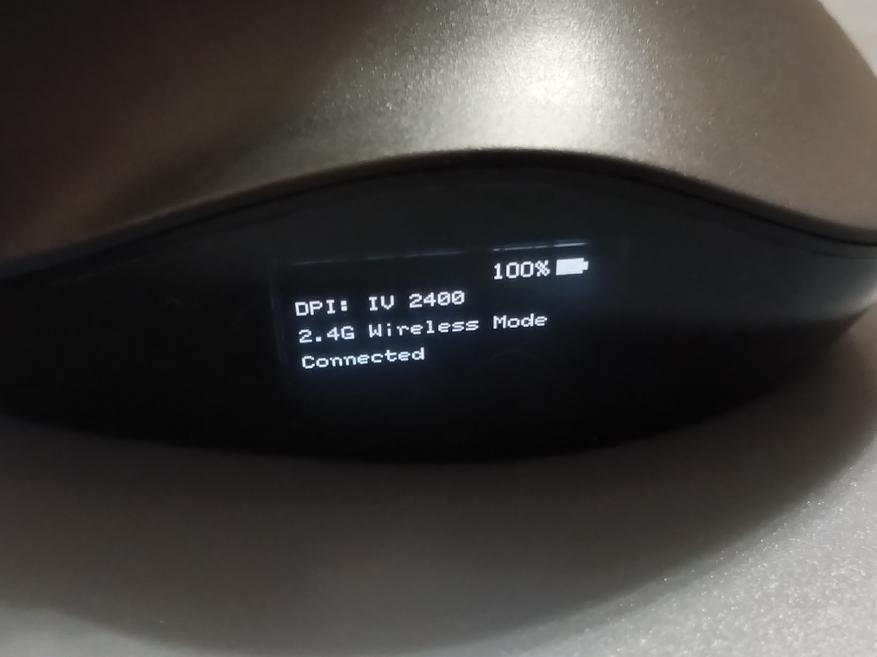 100%
DPI: IV 2400
2.4G Wireless Mode
Connected